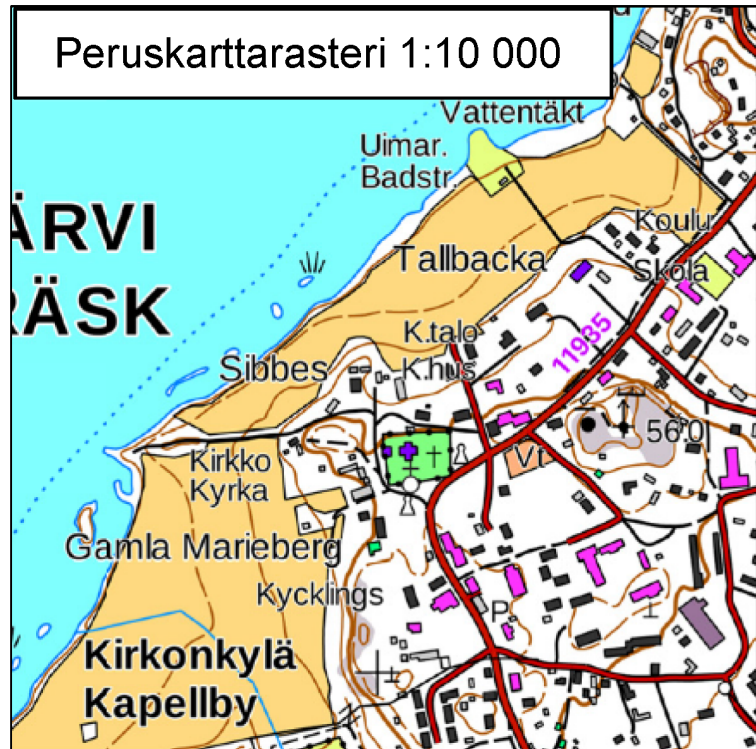 Peruskarttarasteri 1:10 000
Vattentäkt
Uimar.
Badstr.
ÄRVI
RÄSK
Koulu
Skola
Tallbacka
K.talo
K.hus
11935
Sibbes
56.0
Kirkko
Kyrka
Vt
Gamla Marieberg
Kycklings
P
Kirkonkylä
Kapellby